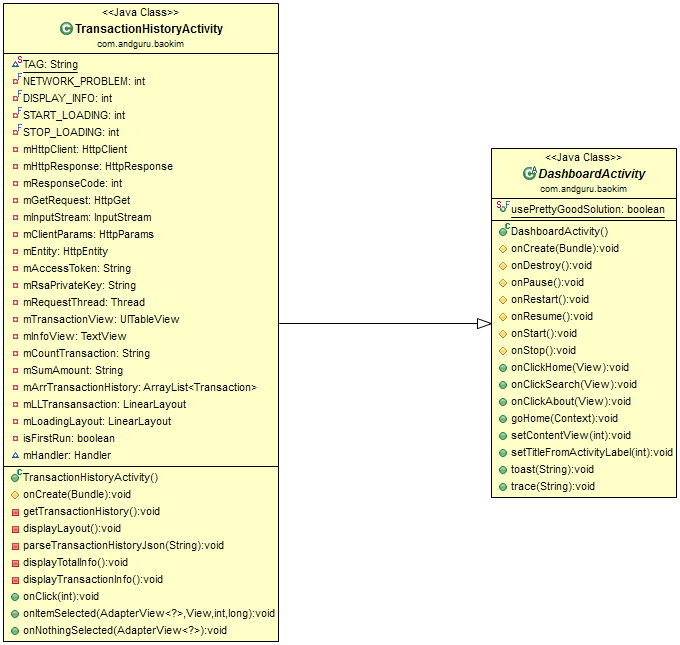 <<Java Class>>
TransactionHistoryActivity
com.andguru.baokim
TAG: String
NETWORK_PROBLEM: int
DISPLAY_INFO: int
START_LOADING: int
STOP_LOADING: int
mHttpClient: HttpClient
mHttpResponse: HttpResponse
mResponseCode: int
mGetRequest: HttpGet
mInputStream: InputStream
mClientParams: HttpParams
mEntity: HttpEntity
mAccessToken: String
mRsaPrivateKey: String
mRequestThread: Thread
mTransactionView: UITableView
mInfoView: TextView
mCountTransaction: String
mSumAmount: String
mArrTransactionHistory: ArrayList<Transaction>
mLLTransansaction: LinearLayout
mLoadingLayout: LinearLayout
isFirstRun: boolean
mHandler: Handler
TransactionHistoryActivity()
onCreate(Bundle):void
getTransactionHistory():void
displayLayout():void
parseTransactionHistoryJson(String):void
displayTotalInfo():void
displayTransactionInfo():void
onClick(int):void
onItemSelected(AdapterView<?>,View,int,long):void
onNothingSelected(AdapterView<?>):void
<<Java Class>>
DashboardActivity
com.andguru.baokim
usePrettyGoodSolution: boolean
DashboardActivity()
onCreate(Bundle):void
onDestroy():void
onPause():void
onRestart():void
onResume():void
onStart():void
onStop():void
onClickHome(View):void
onClickSearch(View):void
onClickAbout(View):void
goHome(Context):void
setContentView(int):void
setTitleFromActivityLabel(int):void
toast(String):void
trace(String):void